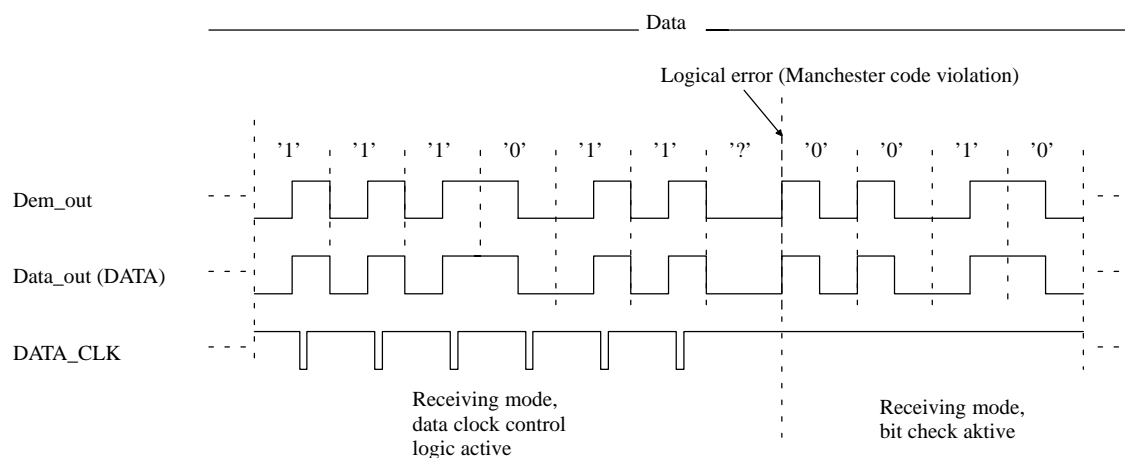 Data
Logical error (Manchester code violation)
'1' '1' '1' '0' '1' '1' '?' '0' '0' '1' '0'
Dem_out
Data_out (DATA)
DATA_CLK
Receiving mode,
data clock control
logic active
Receiving mode,
bit check aktive